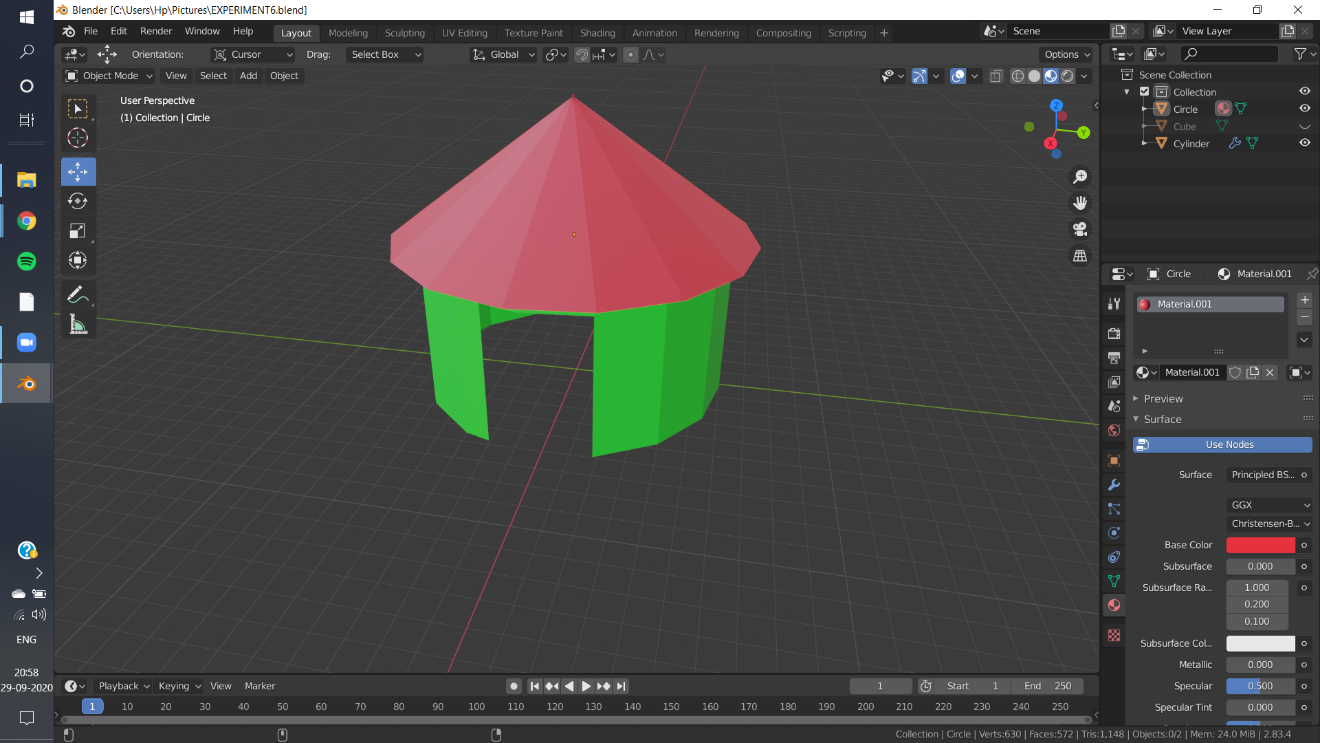 Blender [C:\Users\Hp\Pictures\EXPERIMENT6.blend]
File Edit Render Window Help Layout Modeling Sculpting UV Editing Texture Paint Shading Animation Rendering Compositing Scripting + Scene View Layer
Orientation: Cursor Drag: Select Box Global Options
Object Mode View Select Add Object
User Perspective
(1) Collection | Circle
Z
Y
X
Scene Collection
Collection
Circle
Cube
Cylinder
Circle Material.001
Material.001
Material.001
Preview
Surface
Use Nodes
Surface Principled BS...
GGX
Christensen-B...
Base Color
Subsurface 0.000
Subsurface Ra... 1.000
0.200
0.100
Subsurface Col...
Metallic 0.000
Specular 0.500
Specular Tint 0.000
Playback Keying View Marker 1 Start 1 End 250
1 10 20 30 40 50 60 70 80 90 100 110 120 130 140 150 160 170 180 190 200 210 220 230 240 250
Collection | Circle | Verts:630 | Faces:572 | Tris:1,148 | Objects:0/2 | Mem: 24.0 MiB | 2.83.4
ENG
20:58
29-09-2020